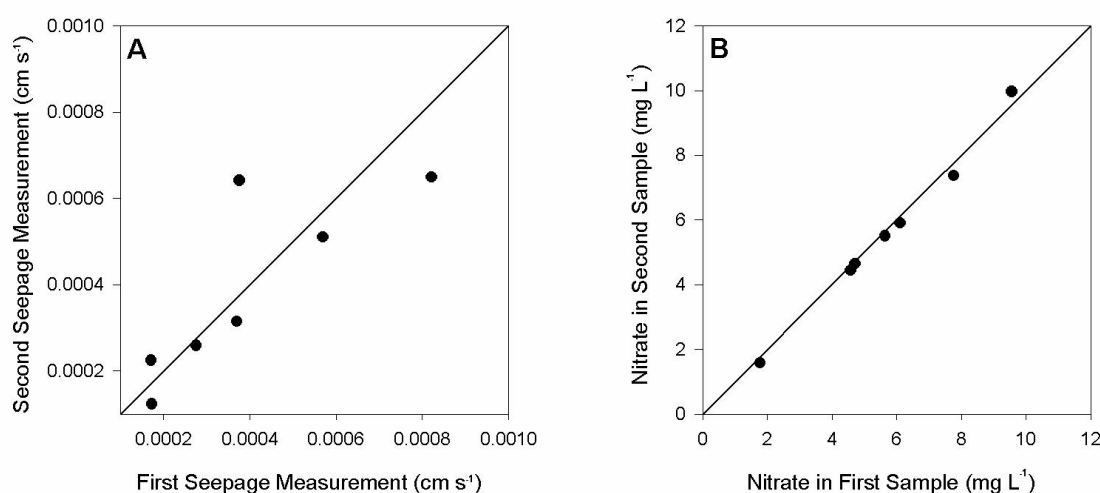 A
Second Seepage Measurement (cm s⁻¹)
0.0010
0.0008
0.0006
0.0004
0.0002
0.0002 0.0004 0.0006 0.0008 0.0010
First Seepage Measurement (cm s⁻¹)
B
Nitrate in Second Sample (mg L⁻¹)
12
10
8
6
4
2
0
0 2 4 6 8 10 12
Nitrate in First Sample (mg L⁻¹)